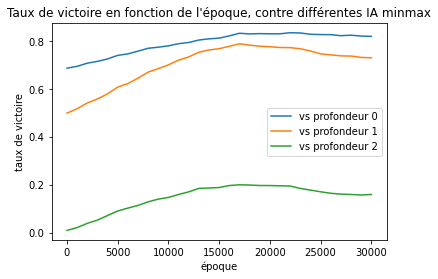 Taux de victoire en fonction de l'époque, contre différentes IA minmax
taux de victoire
0.8
0.6
0.4
0.2
0.0
vs profondeur 0
vs profondeur 1
vs profondeur 2
0 5000 10000 15000 20000 25000 30000
époque